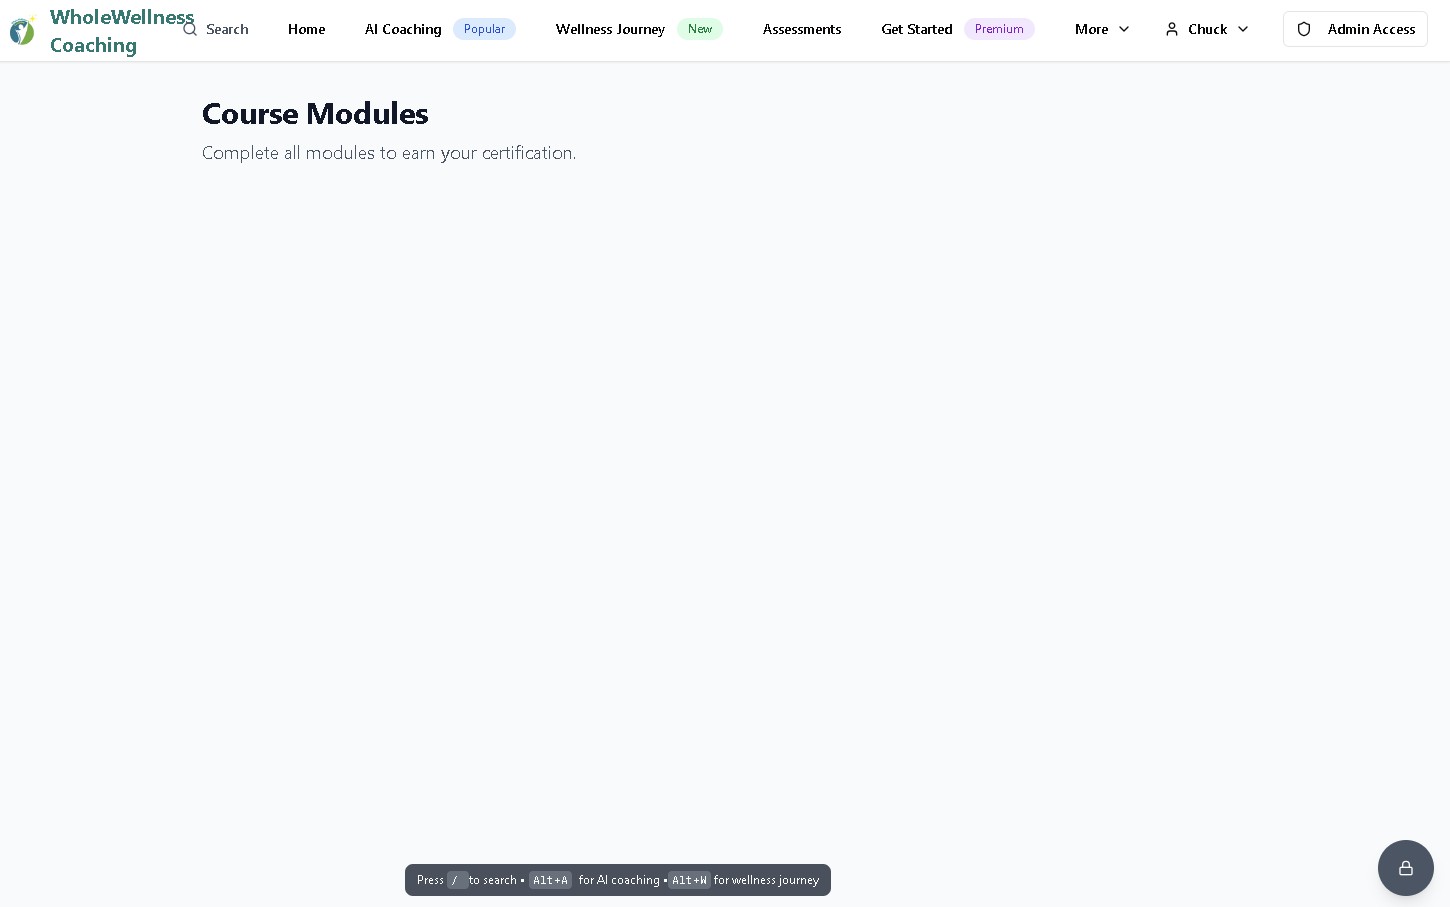 WholeWellness
Coaching
Search
Home
AI Coaching
Popular
Wellness Journey
New
Assessments
Get Started
Premium
More
Chuck
Admin Access
Course Modules
Complete all modules to earn your certification.
Press / to search • Alt+A for AI coaching • Alt+W for wellness journey